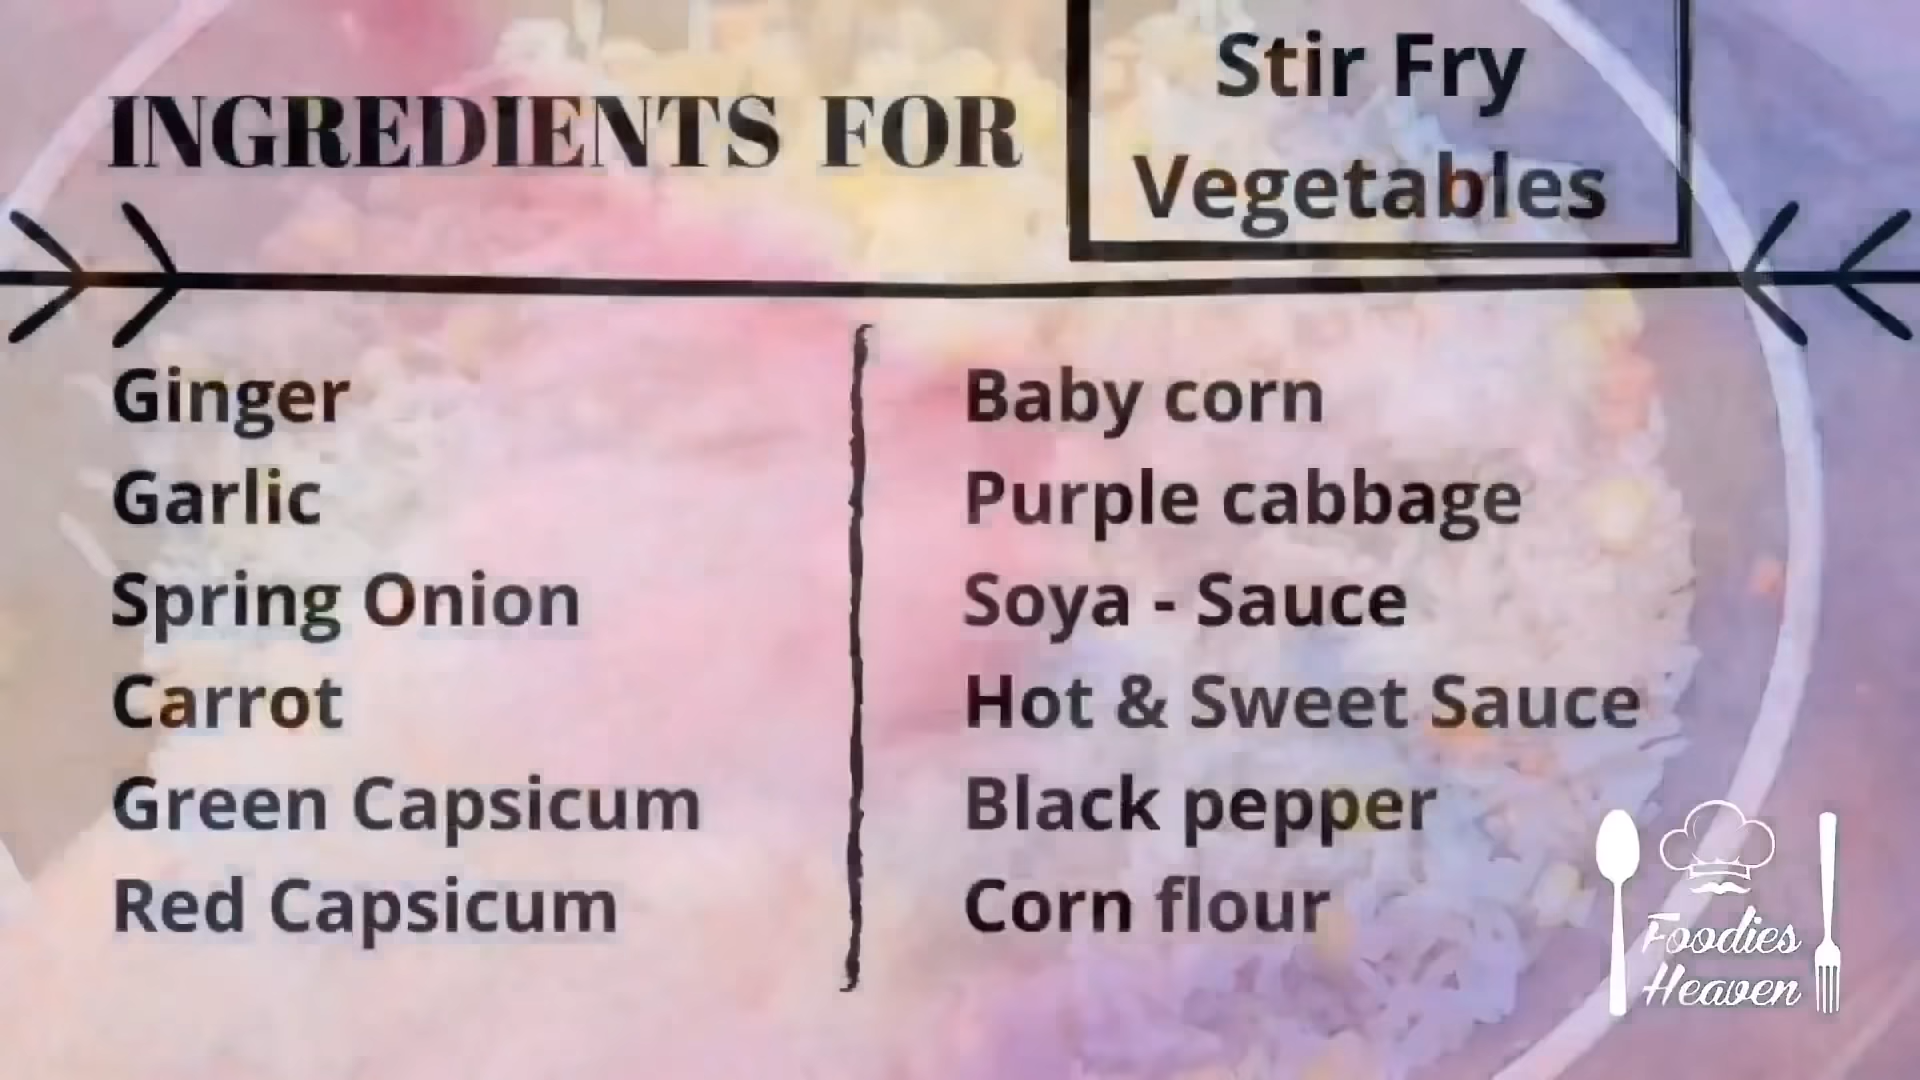 INGREDIENTS FOR
Stir Fry
Vegetables
Ginger
Garlic
Spring Onion
Carrot
Green Capsicum
Red Capsicum
Baby corn
Purple cabbage
Soya - Sauce
Hot & Sweet Sauce
Black pepper
Corn flour
Foodies
Heaven